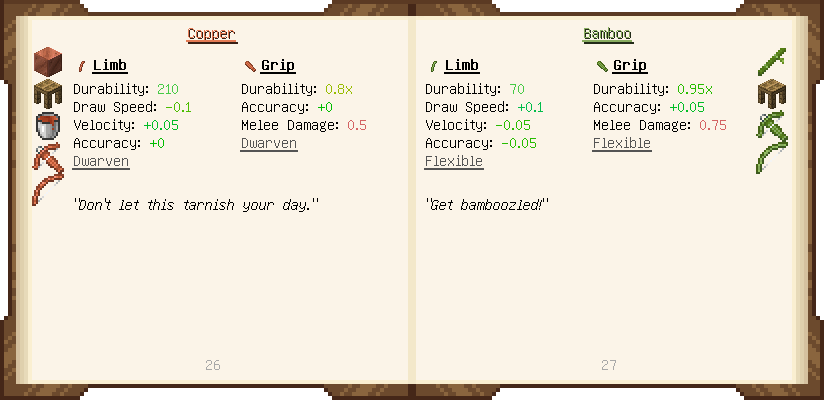 Copper
Limb
Durability: 210
Draw Speed: -0.1
Velocity: +0.05
Accuracy: +0
Dwarven
Grip
Durability: 0.8x
Accuracy: +0
Melee Damage: 0.5
Dwarven
"Don't let this tarnish your day."
26
Bamboo
Limb
Durability: 70
Draw Speed: +0.1
Velocity: -0.05
Accuracy: -0.05
Flexible
Grip
Durability: 0.95x
Accuracy: +0.05
Melee Damage: 0.75
Flexible
"Get bamboozled!"
27